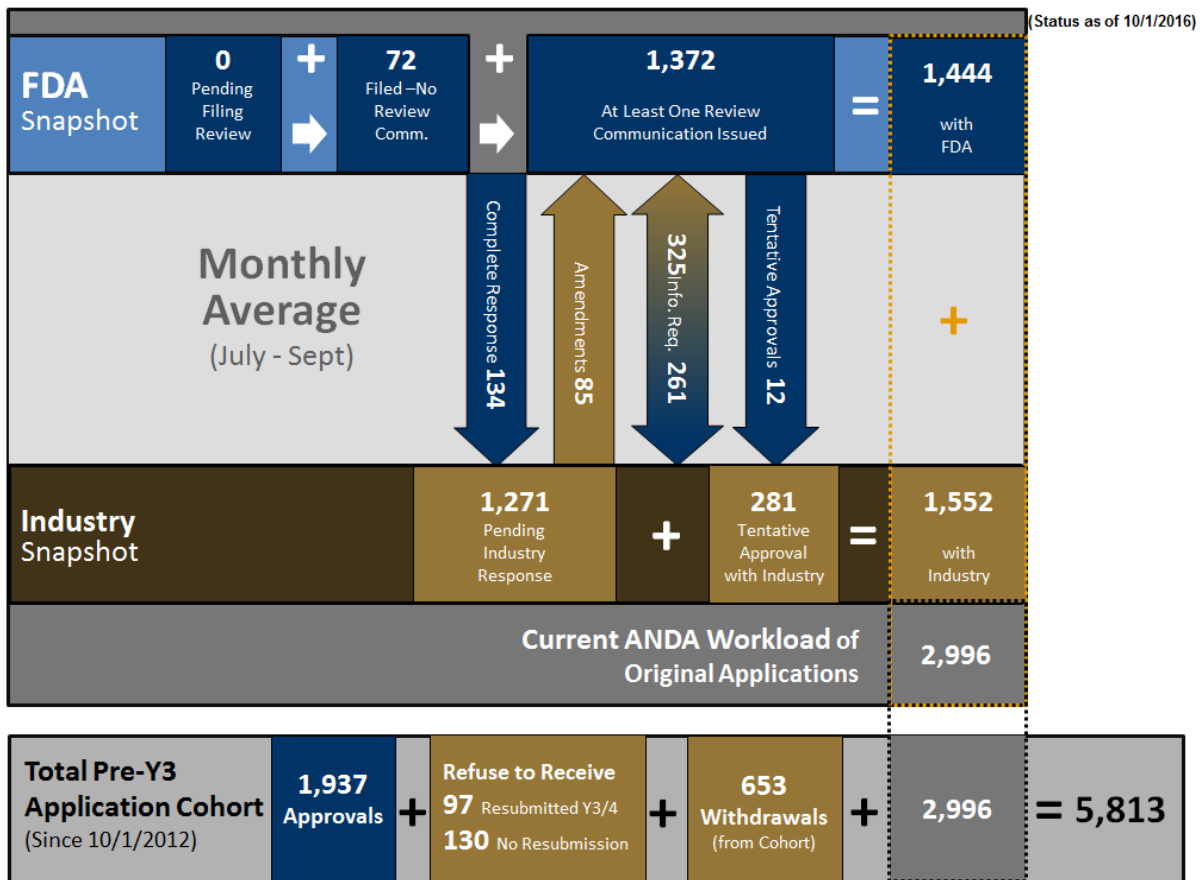 (Status as of 10/1/2016)
FDA
Snapshot
0
Pending
Filing
Review
+
72
Filed –No
Review
Comm.
+
1,372
At Least One Review
Communication Issued
=
1,444
with
FDA
Monthly
Average
(July - Sept)
Complete Response 134
Amendments 85
325 Info. Req. 261
Tentative Approvals 12
+
Industry
Snapshot
1,271
Pending
Industry
Response
+
281
Tentative
Approval
with Industry
=
1,552
with
Industry
Current ANDA Workload of
Original Applications
2,996
Total Pre-Y3
Application Cohort
(Since 10/1/2012)
1,937
Approvals
+
Refuse to Receive
97 Resubmitted Y3/4
130 No Resubmission
+
653
Withdrawals
(from Cohort)
+
2,996
= 5,813